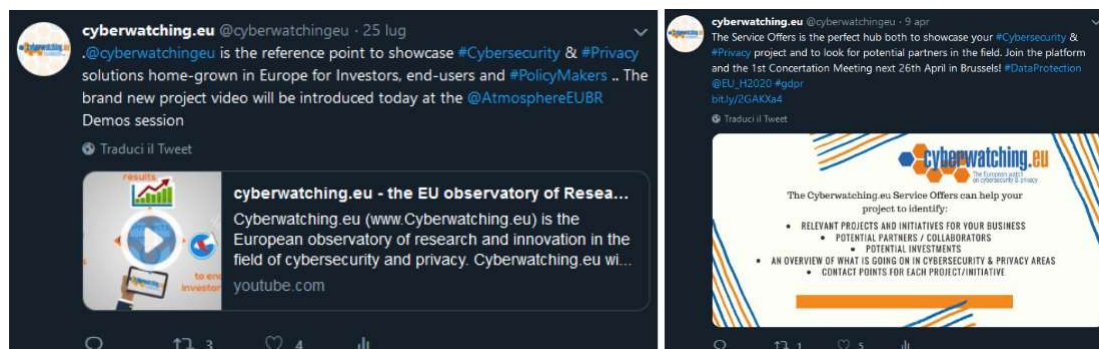 cyberwatching.eu @cyberwatchingeu · 25 lug
.@cyberwatchingeu is the reference point to showcase #Cybersecurity & #Privacy
solutions home-grown in Europe for Investors, end-users and #PolicyMakers .. The
brand new project video will be introduced today at the @AtmosphereEUBR
Demos session
Traduci il Tweet
results
to en
Investor
cyberwatching.eu - the EU observatory of Resea...
Cyberwatching.eu (www.Cyberwatching.eu) is the
European observatory of research and innovation in the
field of cybersecurity and privacy. Cyberwatching.eu wi...
youtube.com
3
4
cyberwatching.eu @cyberwatchingeu · 9 apr
The Service Offers is the perfect hub both to showcase your #Cybersecurity &
#Privacy project and to look for potential partners in the field. Join the platform
and the 1st Concertation Meeting next 26th April in Brussels! #DataProtection
@EU_H2020 #gdpr
bit.ly/2GAKXa4
Traduci il Tweet
cyberwatching.eu
The European watch
on cybersecurity & privacy
The Cyberwatching.eu Service Offers can help your
project to identify:
• RELEVANT PROJECTS AND INITIATIVES FOR YOUR BUSINESS
• POTENTIAL PARTNERS / COLLABORATORS
• POTENTIAL INVESTMENTS
• AN OVERVIEW OF WHAT IS GOING ON IN CYBERSECURITY & PRIVACY AREAS
• CONTACT POINTS FOR EACH PROJECT/INITIATIVE
1
5